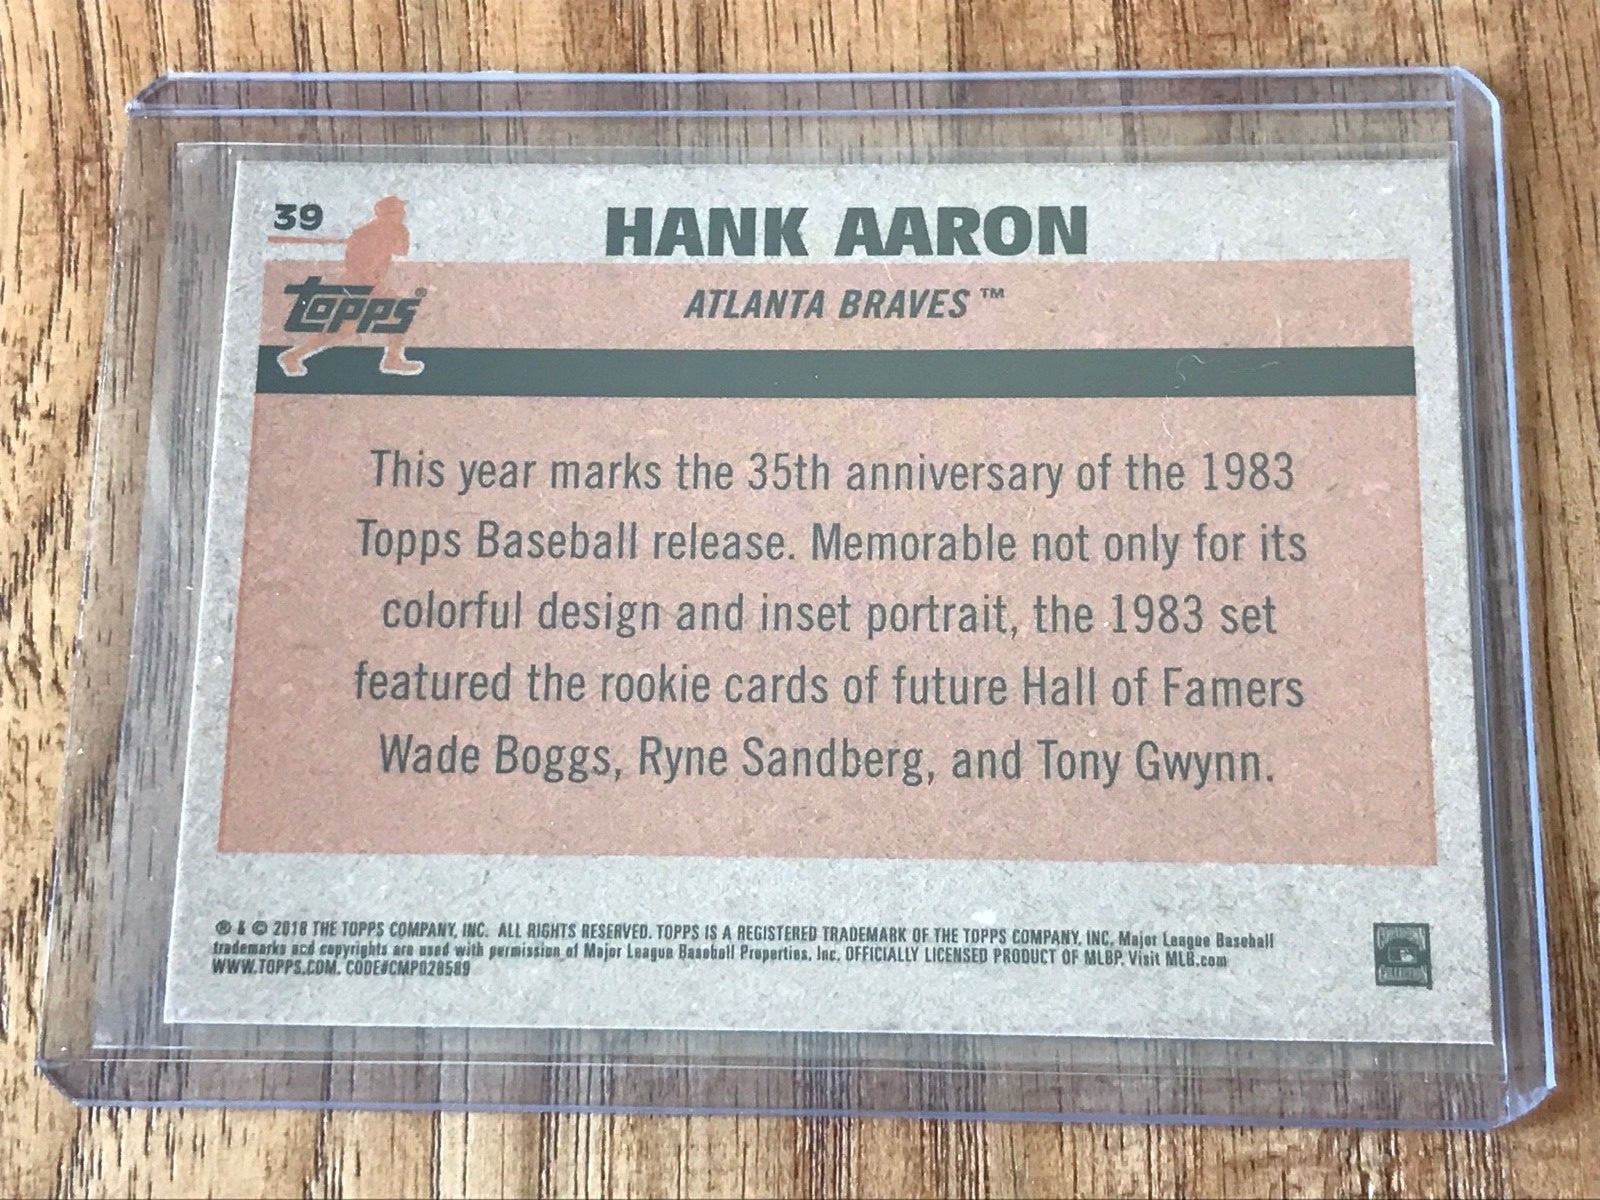 39
HANK AARON
topps®
ATLANTA BRAVES™
This year marks the 35th anniversary of the 1983
Topps Baseball release. Memorable not only for its
colorful design and inset portrait, the 1983 set
featured the rookie cards of future Hall of Famers
Wade Boggs, Ryne Sandberg, and Tony Gwynn.
® & © 2018 THE TOPPS COMPANY, INC. ALL RIGHTS RESERVED. TOPPS IS A REGISTERED TRADEMARK OF THE TOPPS COMPANY, INC. Major League Baseball
trademarks and copyrights are used with permission of Major League Baseball Properties, Inc. OFFICIALLY LICENSED PRODUCT OF MLBP. Visit MLB.com
WWW.TOPPS.COM. CODE#CMP028589
COLLECTION